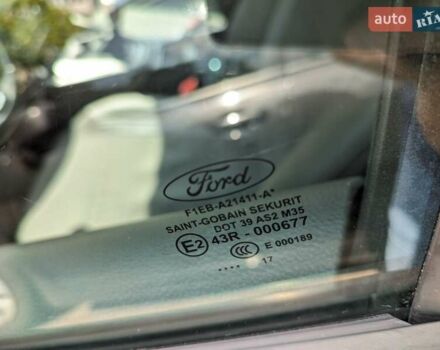 auto RIA
Ford
F1EB-A21411-A*
SAINT-GOBAIN SEKURIT
DOT 39 AS2 M35
E2 43R - 000677
CCC E 000189
.... 17